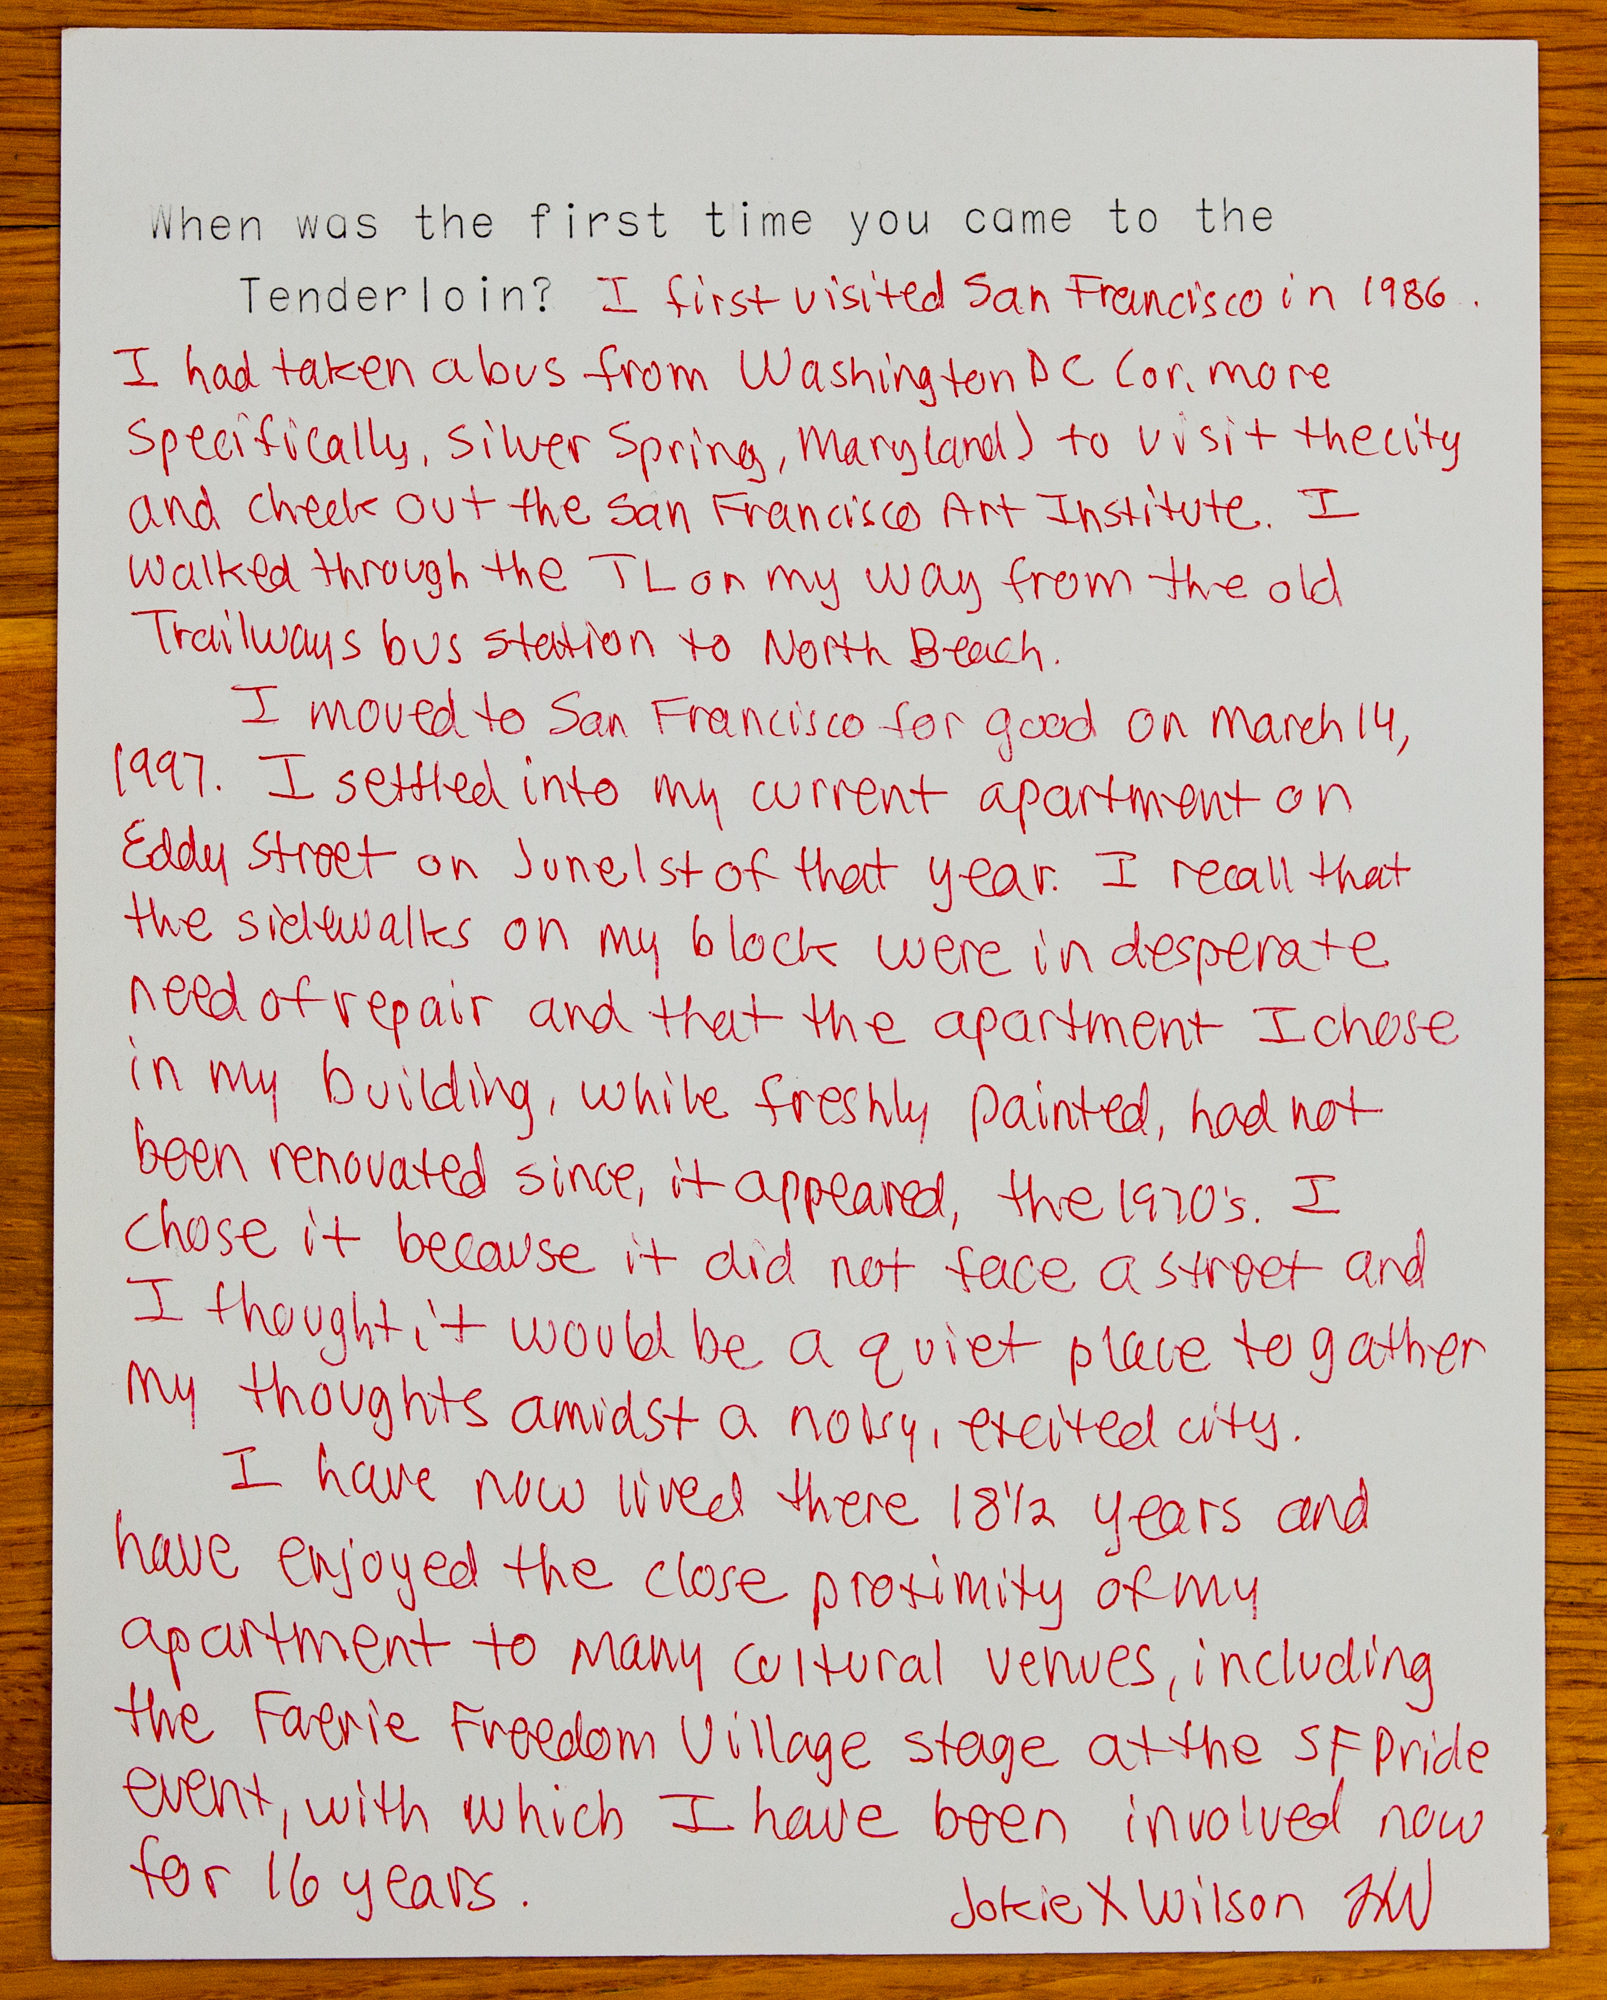 When was the first time you came to the
Tenderloin? I first visited San Francisco in 1986.
I had taken a bus from Washington DC (or, more
specifically, Silver Spring, Maryland) to visit the city
and check out the San Francisco Art Institute. I
walked through the TL on my way from the old
Trailways bus station to North Beach.
I moved to San Francisco for good on March 14,
1997. I settled into my current apartment on
Eddy Street on June 1st of that year. I recall that
the sidewalks on my block were in desperate
need of repair and that the apartment I chose
in my building, while freshly painted, had not
been renovated since, it appeared, the 1970's. I
chose it because it did not face a street and
I thought it would be a quiet place to gather
my thoughts amidst a noisy, excited city.
I have now lived there 18 1/2 years and
have enjoyed the close proximity of my
apartment to many cultural venues, including
the Faerie Freedom Village stage at the SF Pride
event, with which I have been involved now
for 16 years.
Jokie X Wilson JXW